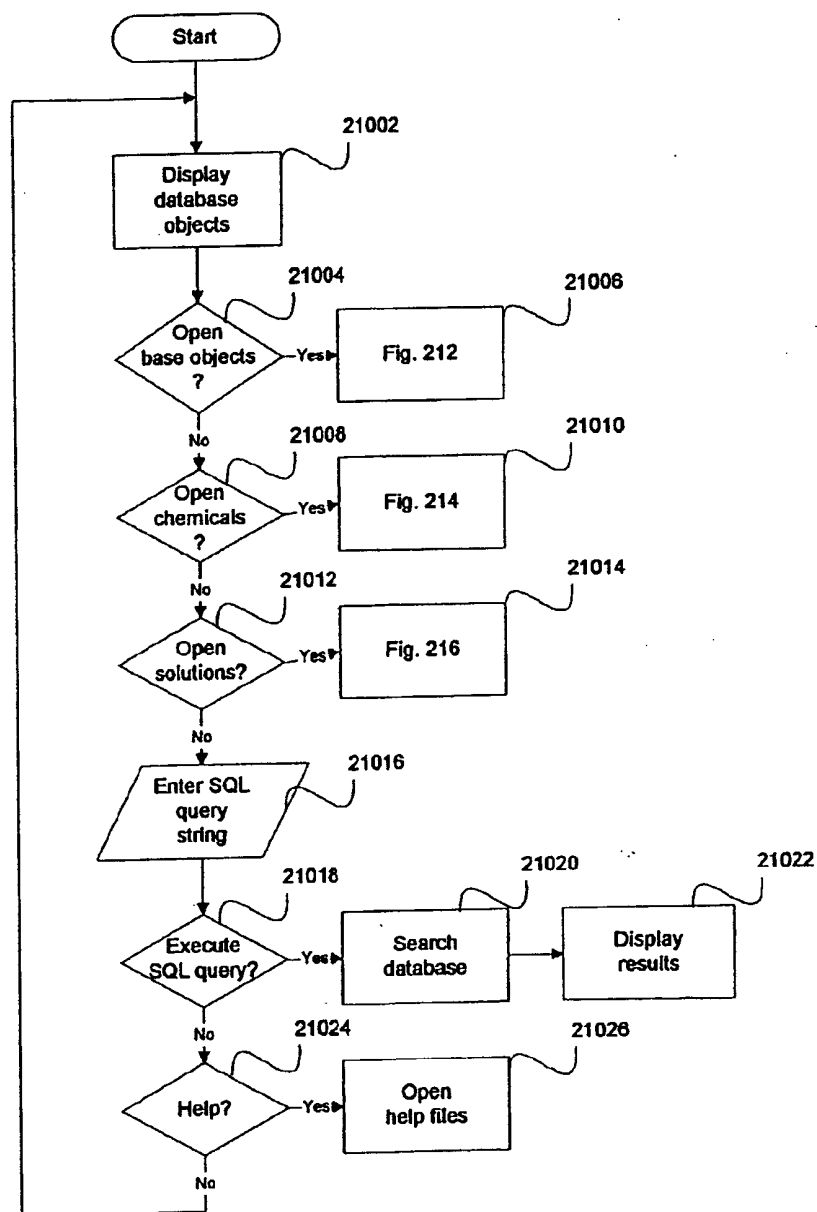 Start
21002
Display
database
objects
21004
Open
base objects
?
Yes
21006
Fig. 212
No
21008
Open
chemicals
?
Yes
21010
Fig. 214
No
21012
Open
solutions?
Yes
21014
Fig. 216
No
21016
Enter SQL
query
string
21018
Execute
SQL query?
Yes
21020
Search
database
21022
Display
results
No
21024
Help?
Yes
21026
Open
help files
No